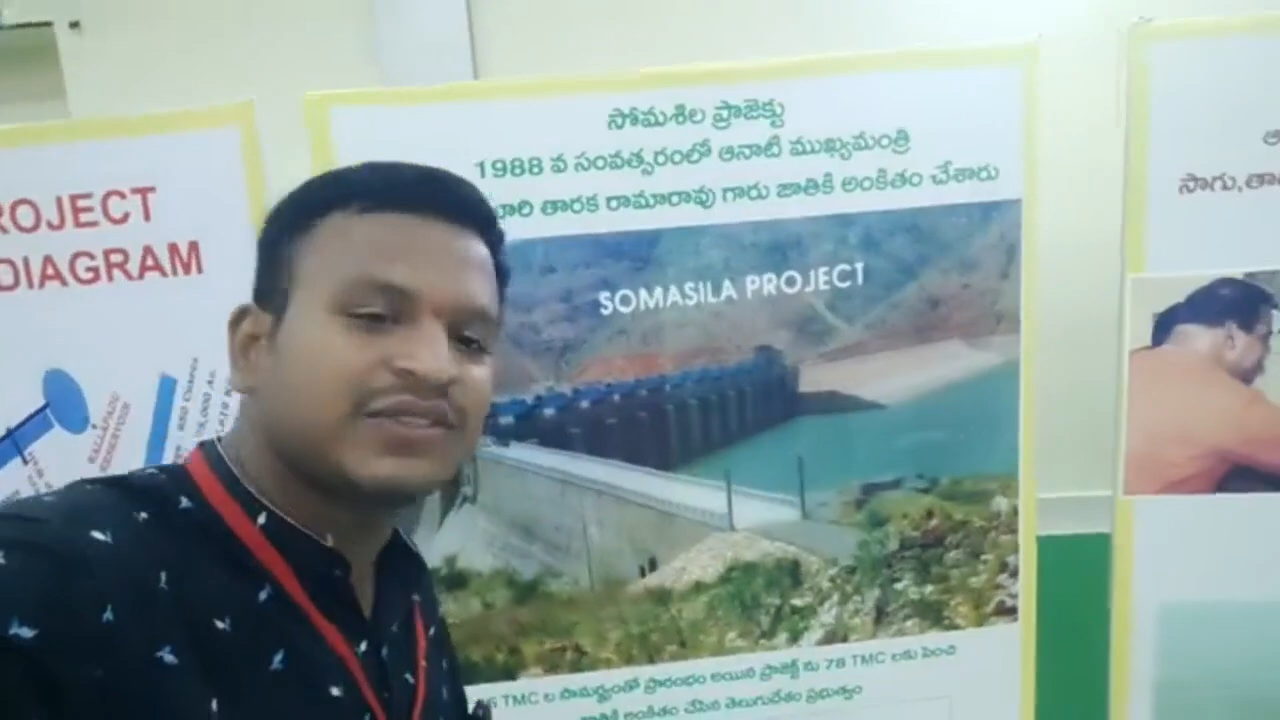 ROJECT
DIAGRAM
సోమశిల ప్రాజెక్టు
1988 వ సంవత్సరంలో ఆనాటి ముఖ్యమంత్రి
తారక రామారావు గారు జాతికి అంకితం చేశారు
SOMASILA PROJECT
TMC ల సామర్థ్యంతో ప్రారంభం అయిన ప్రాజెక్ట్ ను 78 TMC లకు పెంచి
జాతికి అంకితం చేసిన తెలుగుదేశం ప్రభుత్వం
సాగు,తా